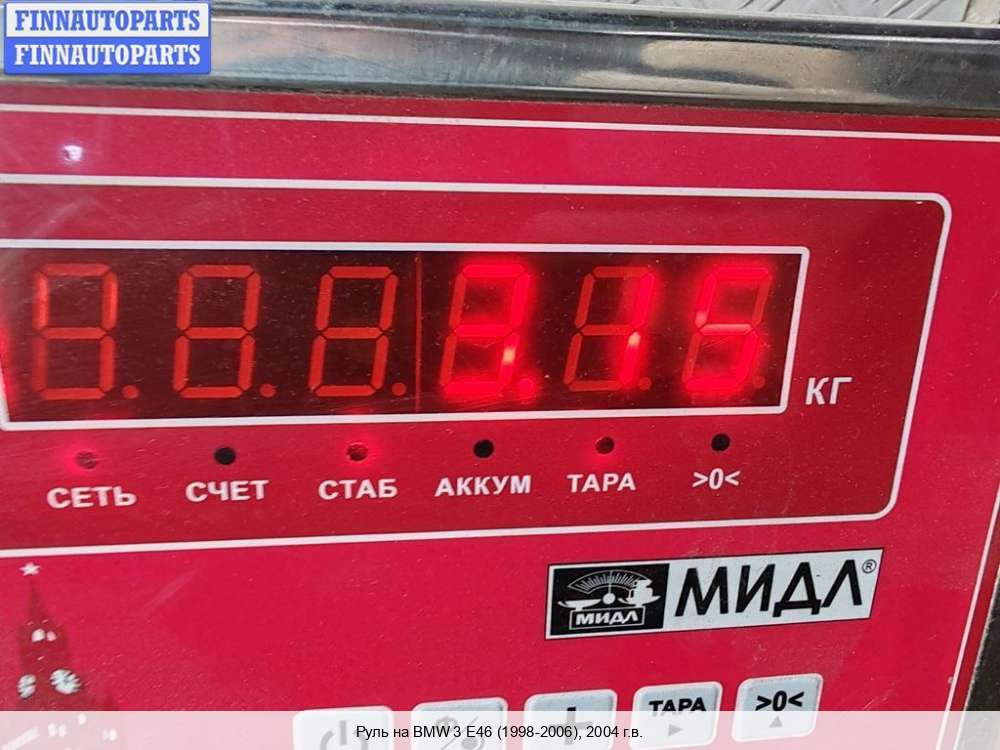 FINNAUTOPARTS
FINNAUTOPARTS
КГ
СЕТЬ СЧЕТ СТАБ АККУМ ТАРА >0<
МИДЛ МИДЛ®
ТАРА >0<
Руль на BMW 3 E46 (1998-2006), 2004 г.в.